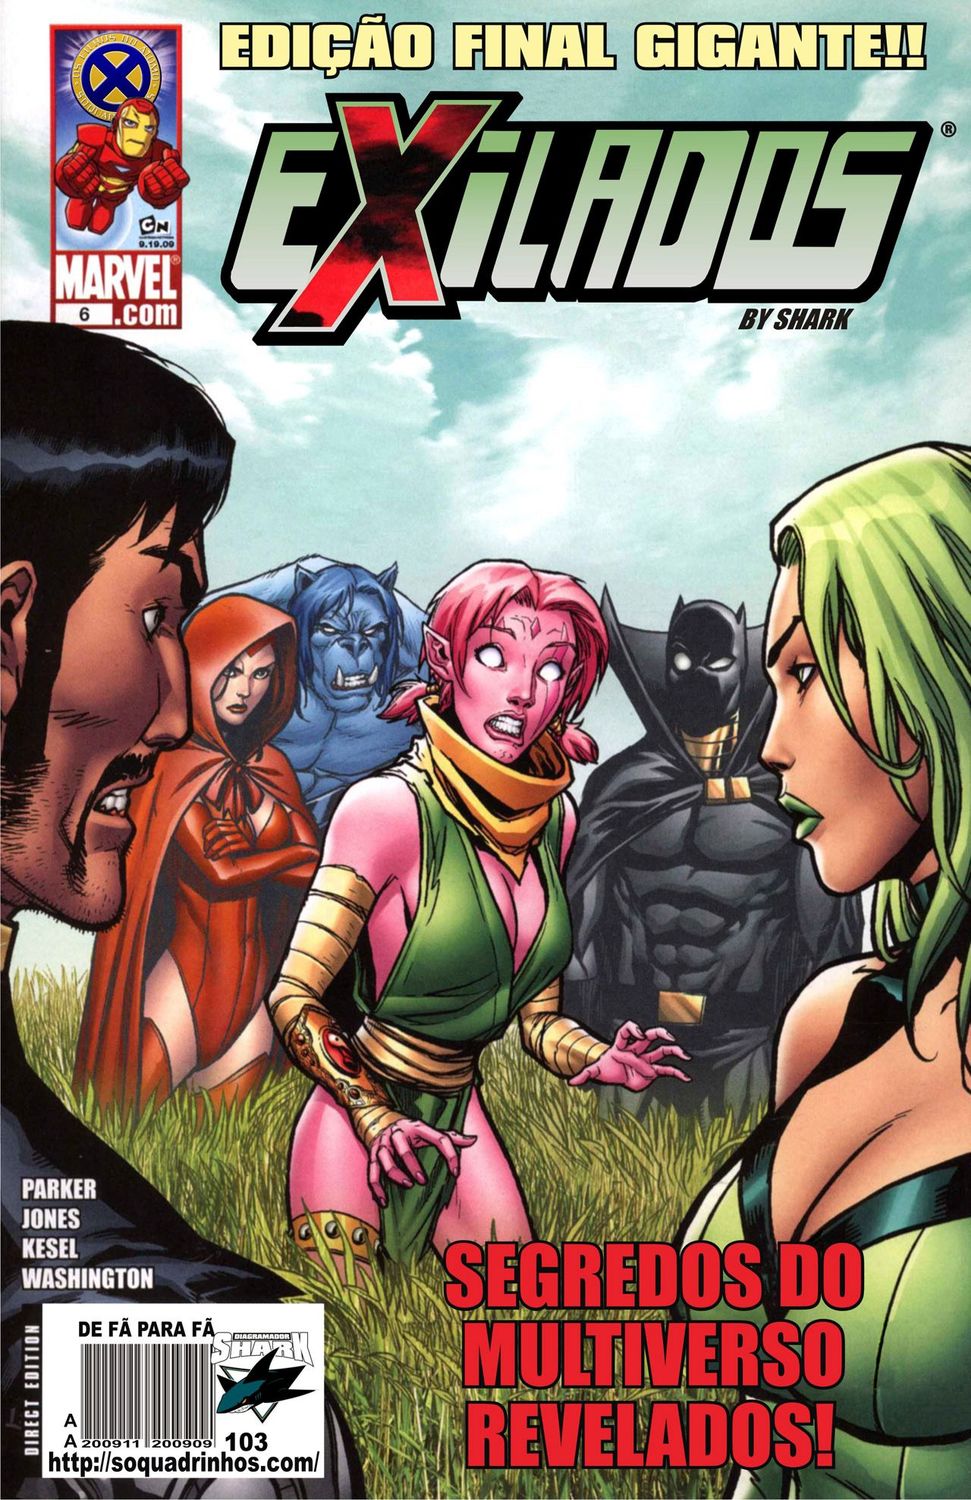 EDIÇÃO FINAL GIGANTE!!
EXILADOS®
BY SHARK
CN
9.19.09
MARVEL®
6 .com
PARKER
JONES
KESEL
WASHINGTON
SEGREDOS DO
MULTIVERSO
REVELADOS!
DIRECT EDITION
DE FÃ PARA FÃ
DIAGRAMADOR
SHARK
A
A 200911 200909 103
http://soquadrinhos.com/